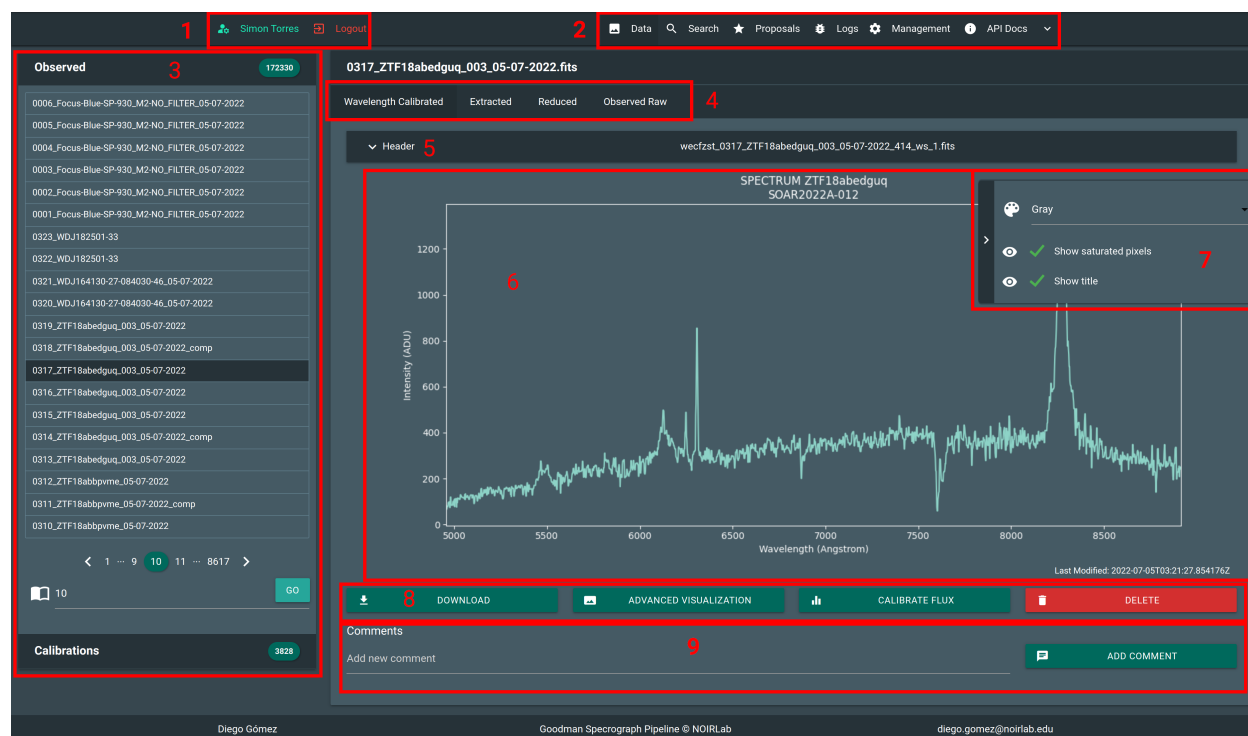 1 Simon Torres Logout 2 Data Search Proposals Logs Management API Docs
Observed 3 172330
0006_Focus-Blue-SP-930_M2-NO_FILTER_05-07-2022
0005_Focus-Blue-SP-930_M2-NO_FILTER_05-07-2022
0004_Focus-Blue-SP-930_M2-NO_FILTER_05-07-2022
0003_Focus-Blue-SP-930_M2-NO_FILTER_05-07-2022
0002_Focus-Blue-SP-930_M2-NO_FILTER_05-07-2022
0001_Focus-Blue-SP-930_M2-NO_FILTER_05-07-2022
0323_WDJ182501-33
0322_WDJ182501-33
0321_WDJ164130-27-084030-46_05-07-2022
0320_WDJ164130-27-084030-46_05-07-2022
0319_ZTF18abedguq_003_05-07-2022
0318_ZTF18abedguq_003_05-07-2022_comp
0317_ZTF18abedguq_003_05-07-2022
0316_ZTF18abedguq_003_05-07-2022
0315_ZTF18abedguq_003_05-07-2022
0314_ZTF18abedguq_003_05-07-2022_comp
0313_ZTF18abedguq_003_05-07-2022
0312_ZTF18abbpvme_05-07-2022
0311_ZTF18abbpvme_05-07-2022_comp
0310_ZTF18abbpvme_05-07-2022
1 ... 9 10 11 ... 8617
10 GO
Calibrations 3828
0317_ZTF18abedguq_003_05-07-2022.fits
Wavelength Calibrated Extracted Reduced Observed Raw 4
Header 5 wecfzst_0317_ZTF18abedguq_003_05-07-2022_414_ws_1.fits
SPECTRUM ZTF18abedguq
SOAR2022A-012
Gray
Show saturated pixels 7
Show title
6
Intensity (ADU)
1200
1000
800
600
400
200
0
5000 5500 6000 6500 7000 7500 8000 8500
Wavelength (Angstrom)
Last Modified: 2022-07-05T03:21:27.854176Z
8 DOWNLOAD ADVANCED VISUALIZATION CALIBRATE FLUX DELETE
Comments 9
Add new comment ADD COMMENT
Diego Gómez Goodman Specrograph Pipeline © NOIRLab diego.gomez@noirlab.edu